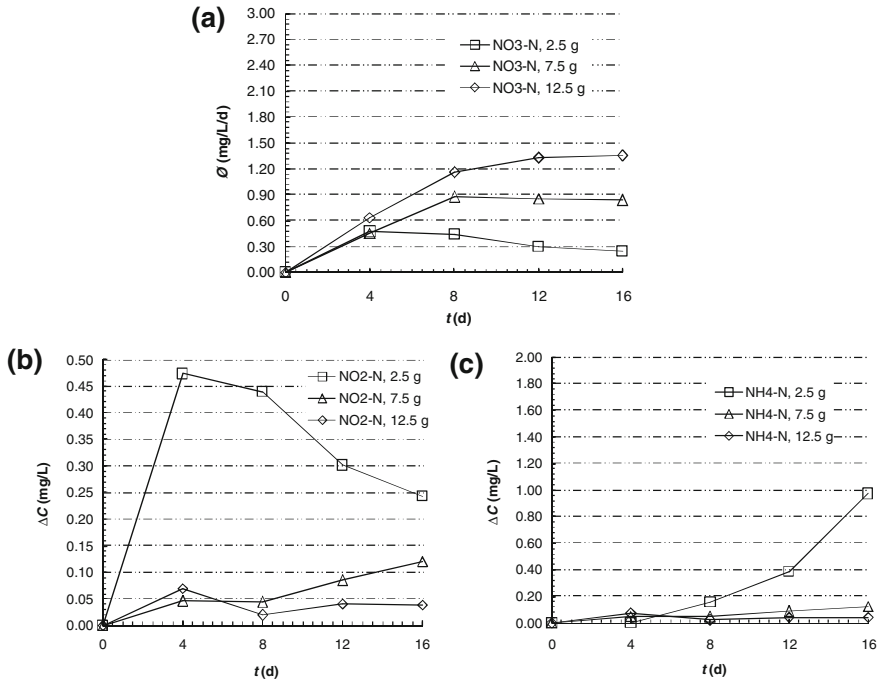 (a)
3.00
2.70
2.40
2.10
1.80
1.50
1.20
0.90
0.60
0.30
0.00
Ø (mg/L/d)
NO3-N, 2.5 g
NO3-N, 7.5 g
NO3-N, 12.5 g
0 4 8 12 16
t (d)
(b)
0.50
0.45
0.40
0.35
0.30
0.25
0.20
0.15
0.10
0.05
0.00
ΔC (mg/L)
NO2-N, 2.5 g
NO2-N, 7.5 g
NO2-N, 12.5 g
0 4 8 12 16
t (d)
(c)
2.00
1.80
1.60
1.40
1.20
1.00
0.80
0.60
0.40
0.20
0.00
ΔC (mg/L)
NH4-N, 2.5 g
NH4-N, 7.5 g
NH4-N, 12.5 g
0 4 8 12 16
t (d)